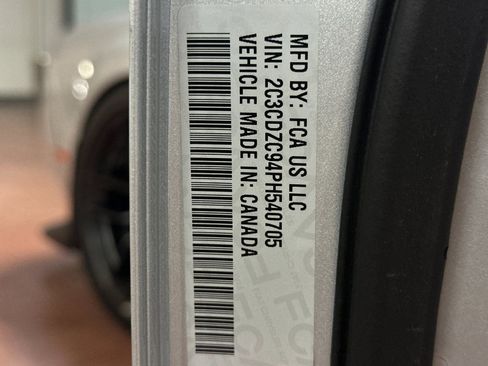 MFD BY: FCA US LLC
VIN: 2C3CDZC94PH540705
VEHICLE MADE IN: CANADA